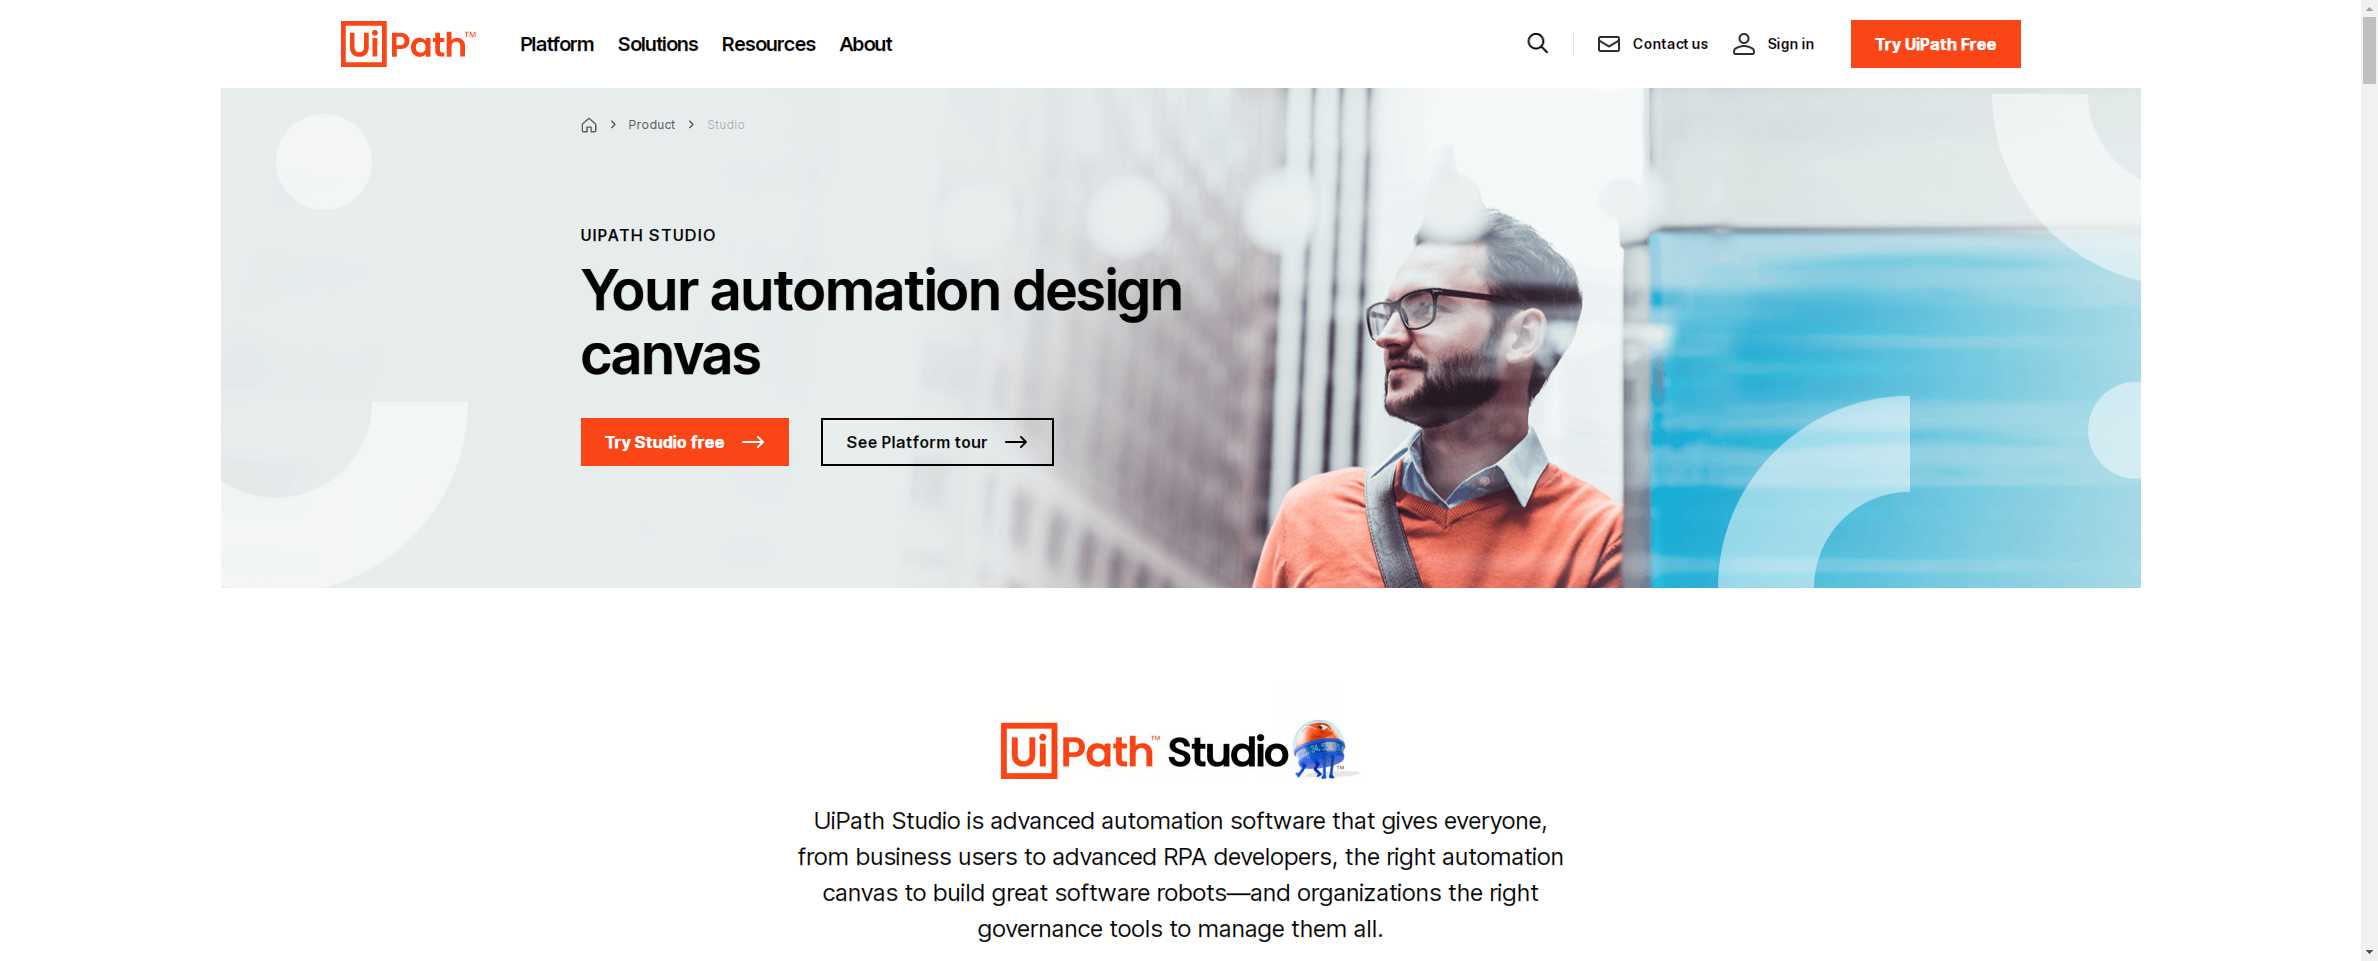 UiPath™
Platform Solutions Resources About
Contact us Sign in Try UiPath Free
Product Studio
UIPATH STUDIO
Your automation design
canvas
Try Studio free See Platform tour
UiPath™ Studio
UiPath Studio is advanced automation software that gives everyone,
from business users to advanced RPA developers, the right automation
canvas to build great software robots—and organizations the right
governance tools to manage them all.